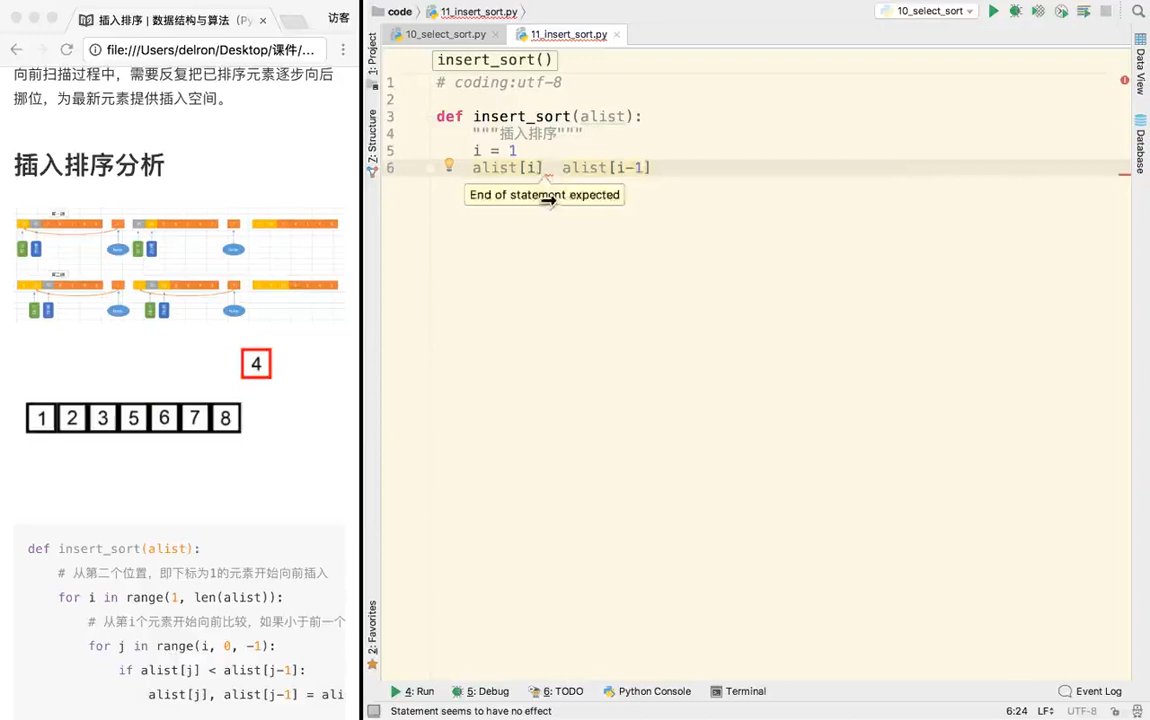 插入排序 | 数据结构与算法（Py
访客
file:///Users/delron/Desktop/课件/...
向前扫描过程中，需要反复把已排序元素逐步向后
挪位，为最新元素提供插入空间。
插入排序分析
4
1 2 3 5 6 7 8
def insert_sort(alist):
# 从第二个位置，即下标为1的元素开始向前插入
for i in range(1, len(alist)):
# 从第i个元素开始向前比较，如果小于前一个
for j in range(i, 0, -1):
if alist[j] < alist[j-1]:
alist[j], alist[j-1] = ali
code
11_insert_sort.py
10_select_sort
10_select_sort.py
11_insert_sort.py
insert_sort()
1 # coding:utf-8
2
3 def insert_sort(alist):
4 """插入排序"""
5 i = 1
6 alist[i]  alist[i-1]
End of statement expected
1: Project
7: Structure
2: Favorites
Data View
Database
4: Run
5: Debug
6: TODO
Python Console
Terminal
Event Log
Statement seems to have no effect
6:24
LF
UTF-8